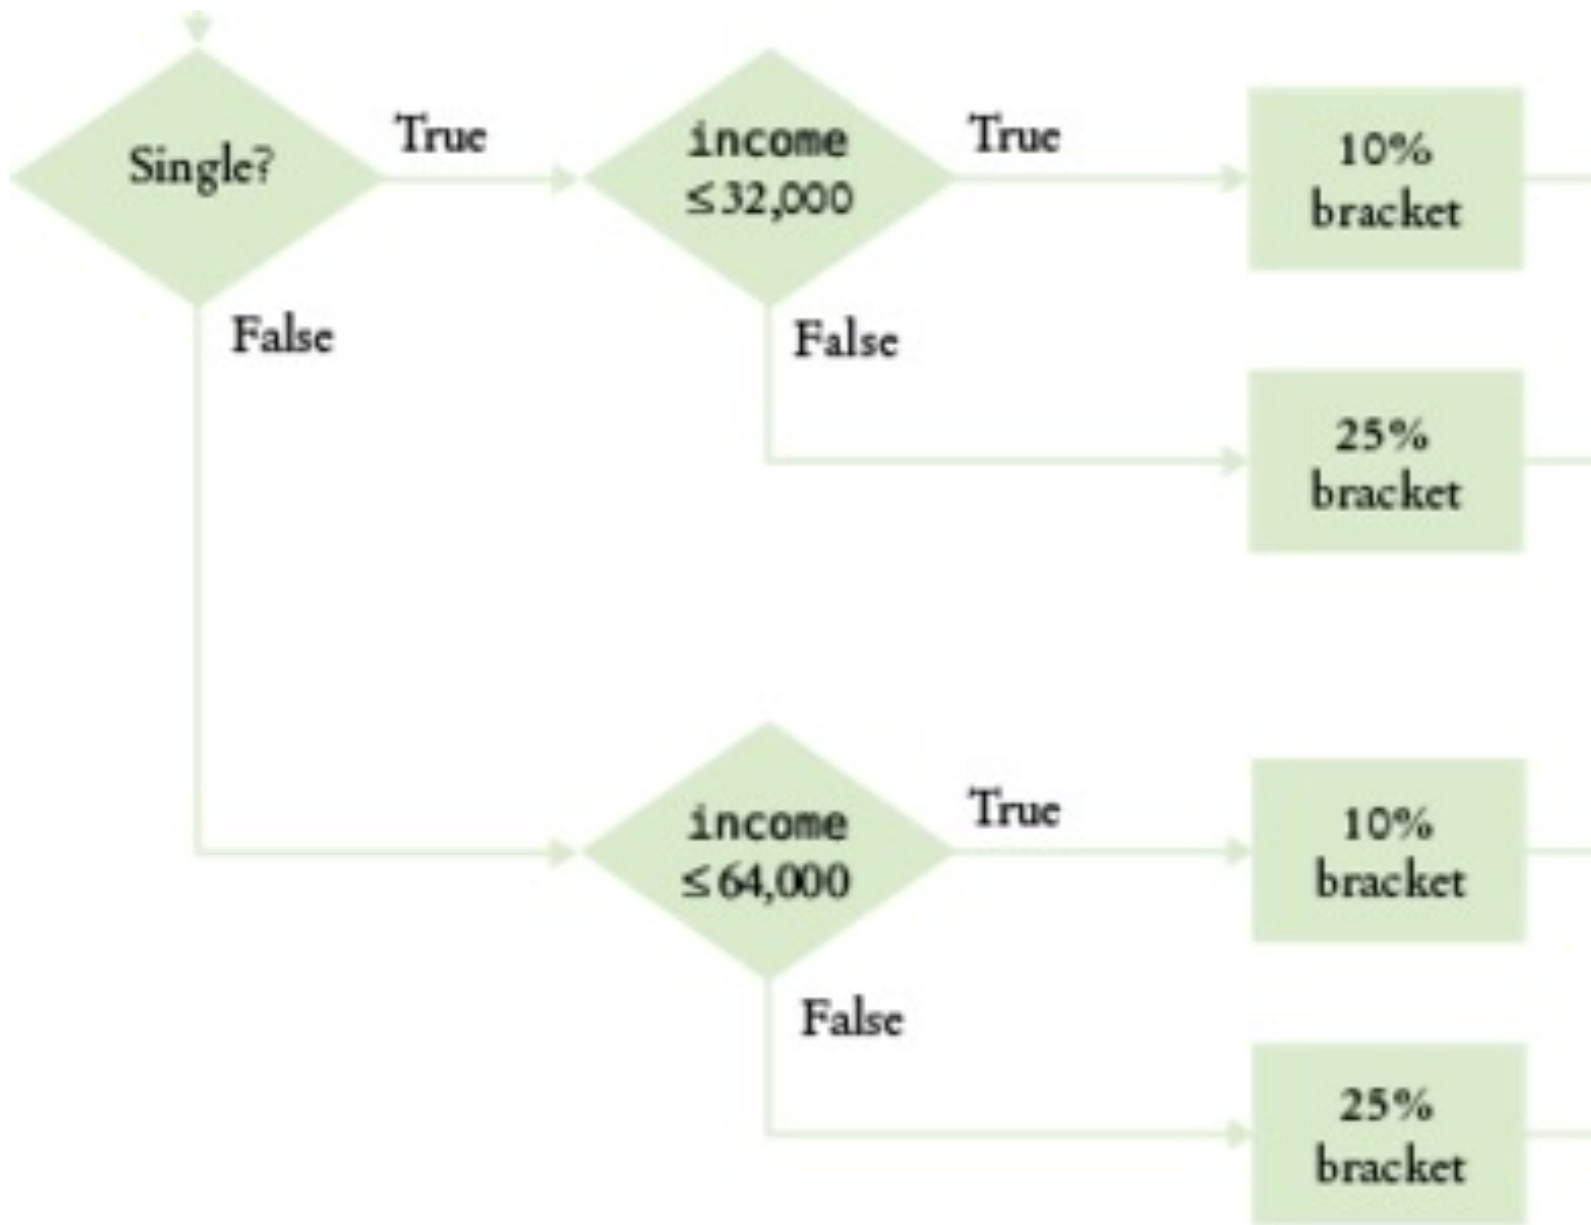 Single?
True
income
≤32,000
True
10%
bracket
False
False
25%
bracket
income
≤64,000
True
10%
bracket
False
25%
bracket